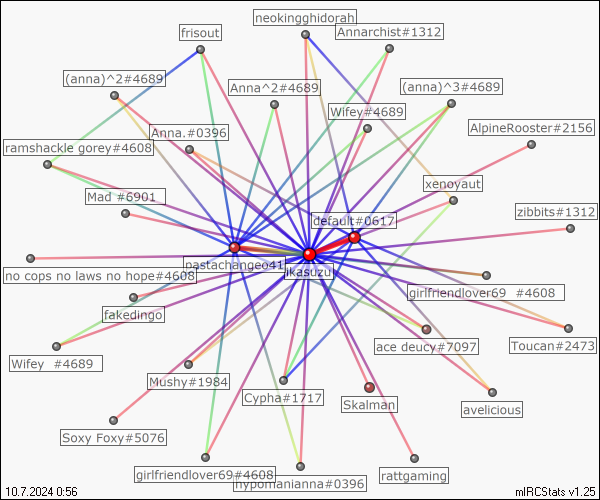 neokingghidorah
frisout
Annarchist#1312
(anna)^2#4689
Anna^2#4689
(anna)^3#4689
Wifey#4689
AlpineRooster#2156
Anna.#0396
ramshackle gorey#4608
xenoyaut
Mad #6901
default#0617
zibbits#1312
pastachangeo41
ikasuzu
no cops no laws no hope#4608
girlfriendlover69 #4608
fakedingo
ace deucy#7097
Toucan#2473
Wifey #4689
Mushy#1984
Cypha#1717
Skalman
avelicious
Soxy Foxy#5076
girlfriendlover69#4608
hypomanianna#0396
rattgaming
10.7.2024 0:56
mIRCStats v1.25